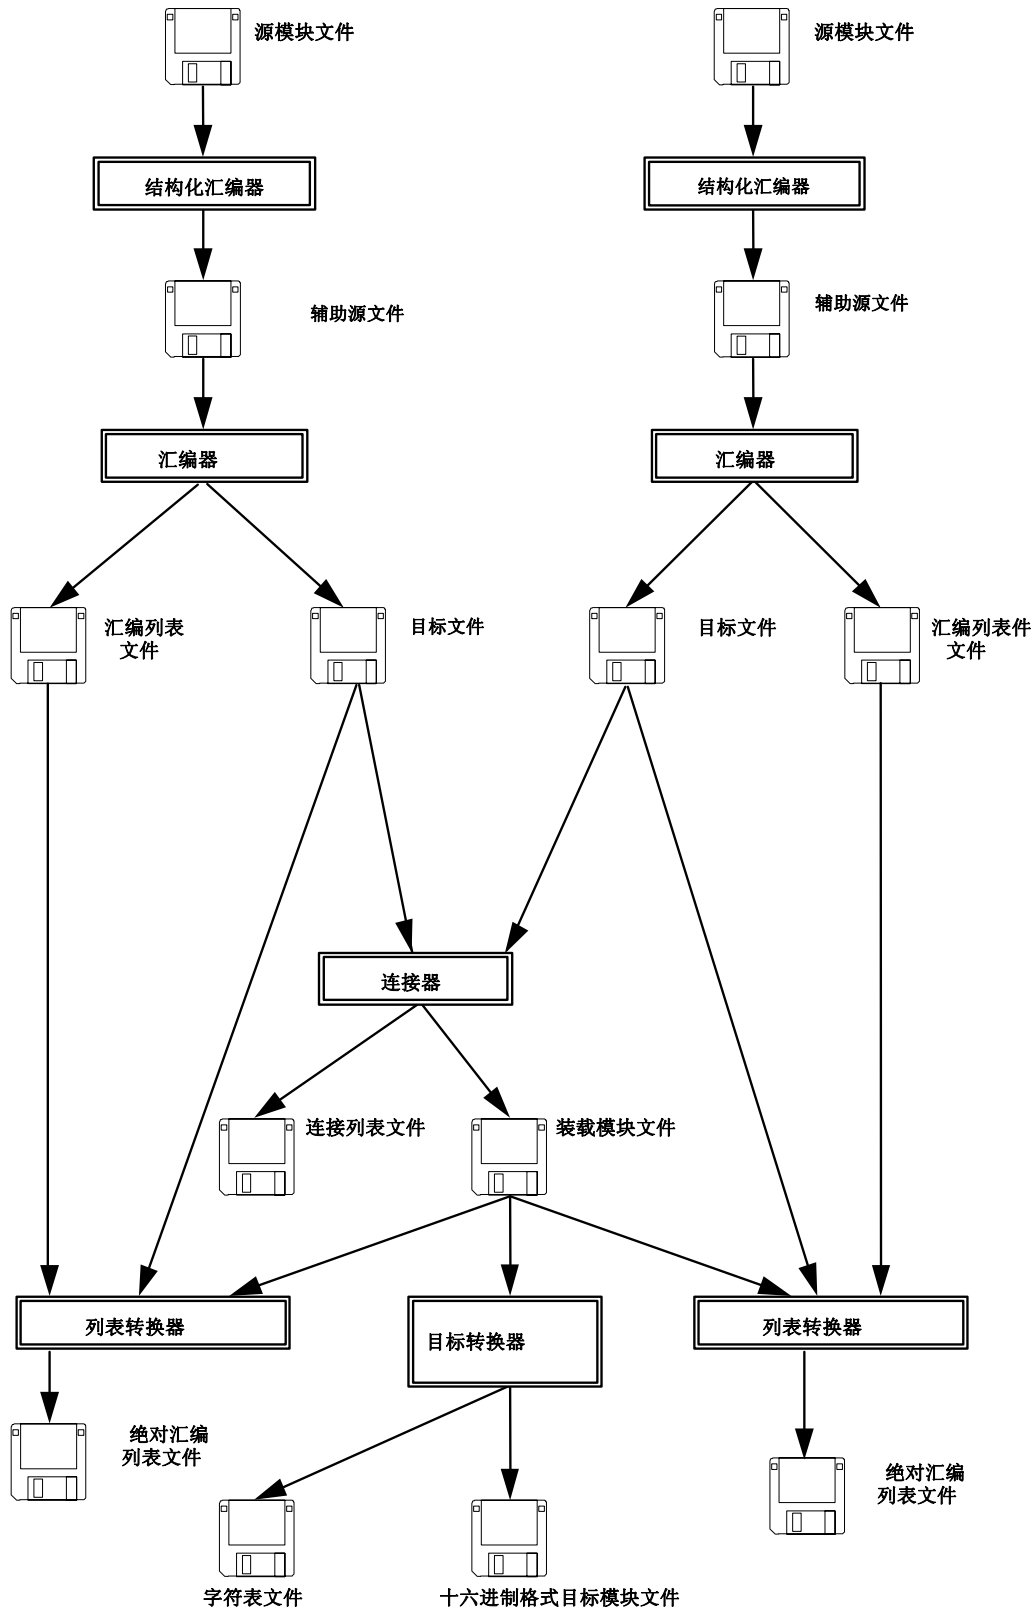 源模块文件
源模块文件
结构化汇编器
结构化汇编器
辅助源文件
辅助源文件
汇编器
汇编器
汇编列表
文件
目标文件
目标文件
汇编列表件
文件
连接器
连接列表文件
装载模块文件
列表转换器
目标转换器
列表转换器
绝对汇编
列表文件
绝对汇编
列表文件
字符表文件
十六进制格式目标模块文件